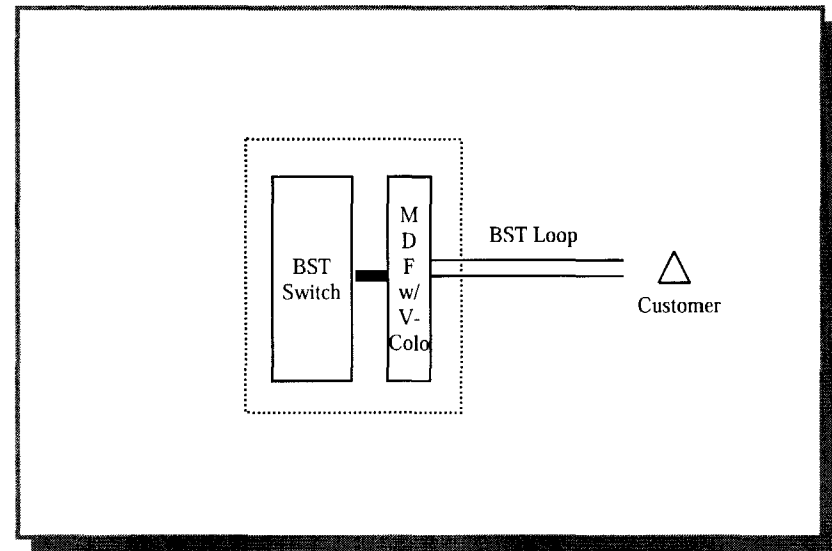 BST
Switch
M
D
F
w/
V-
Colo
BST Loop
Customer